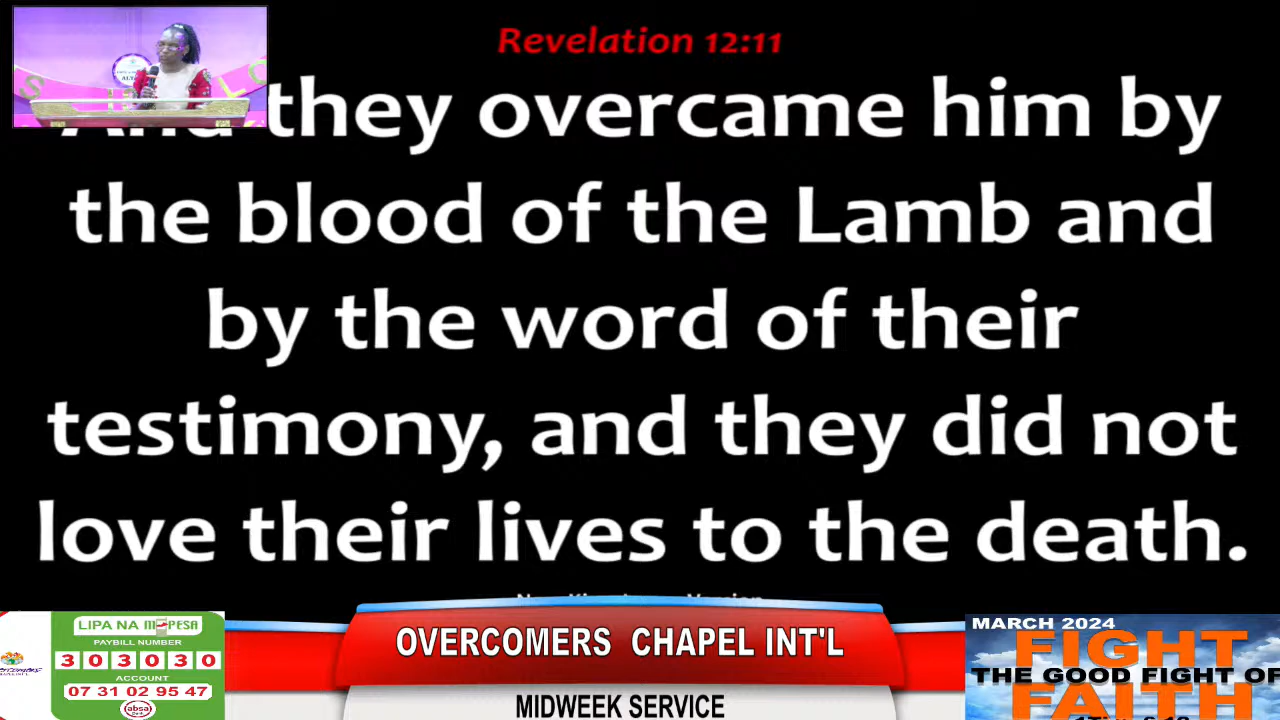 Revelation 12:11
And they overcame him by
the blood of the Lamb and
by the word of their
testimony, and they did not
love their lives to the death.
LIPA NA M-PESA
PAYBILL NUMBER
3 0 3 0 3 0
ACCOUNT
07 31 02 95 47
absa
OVERCOMERS CHAPEL INT'L
MIDWEEK SERVICE
MARCH 2024
FIGHT
THE GOOD FIGHT OF
FAITH